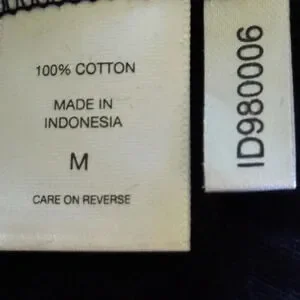 100% COTTON
MADE IN
INDONESIA
M
CARE ON REVERSE
ID980006